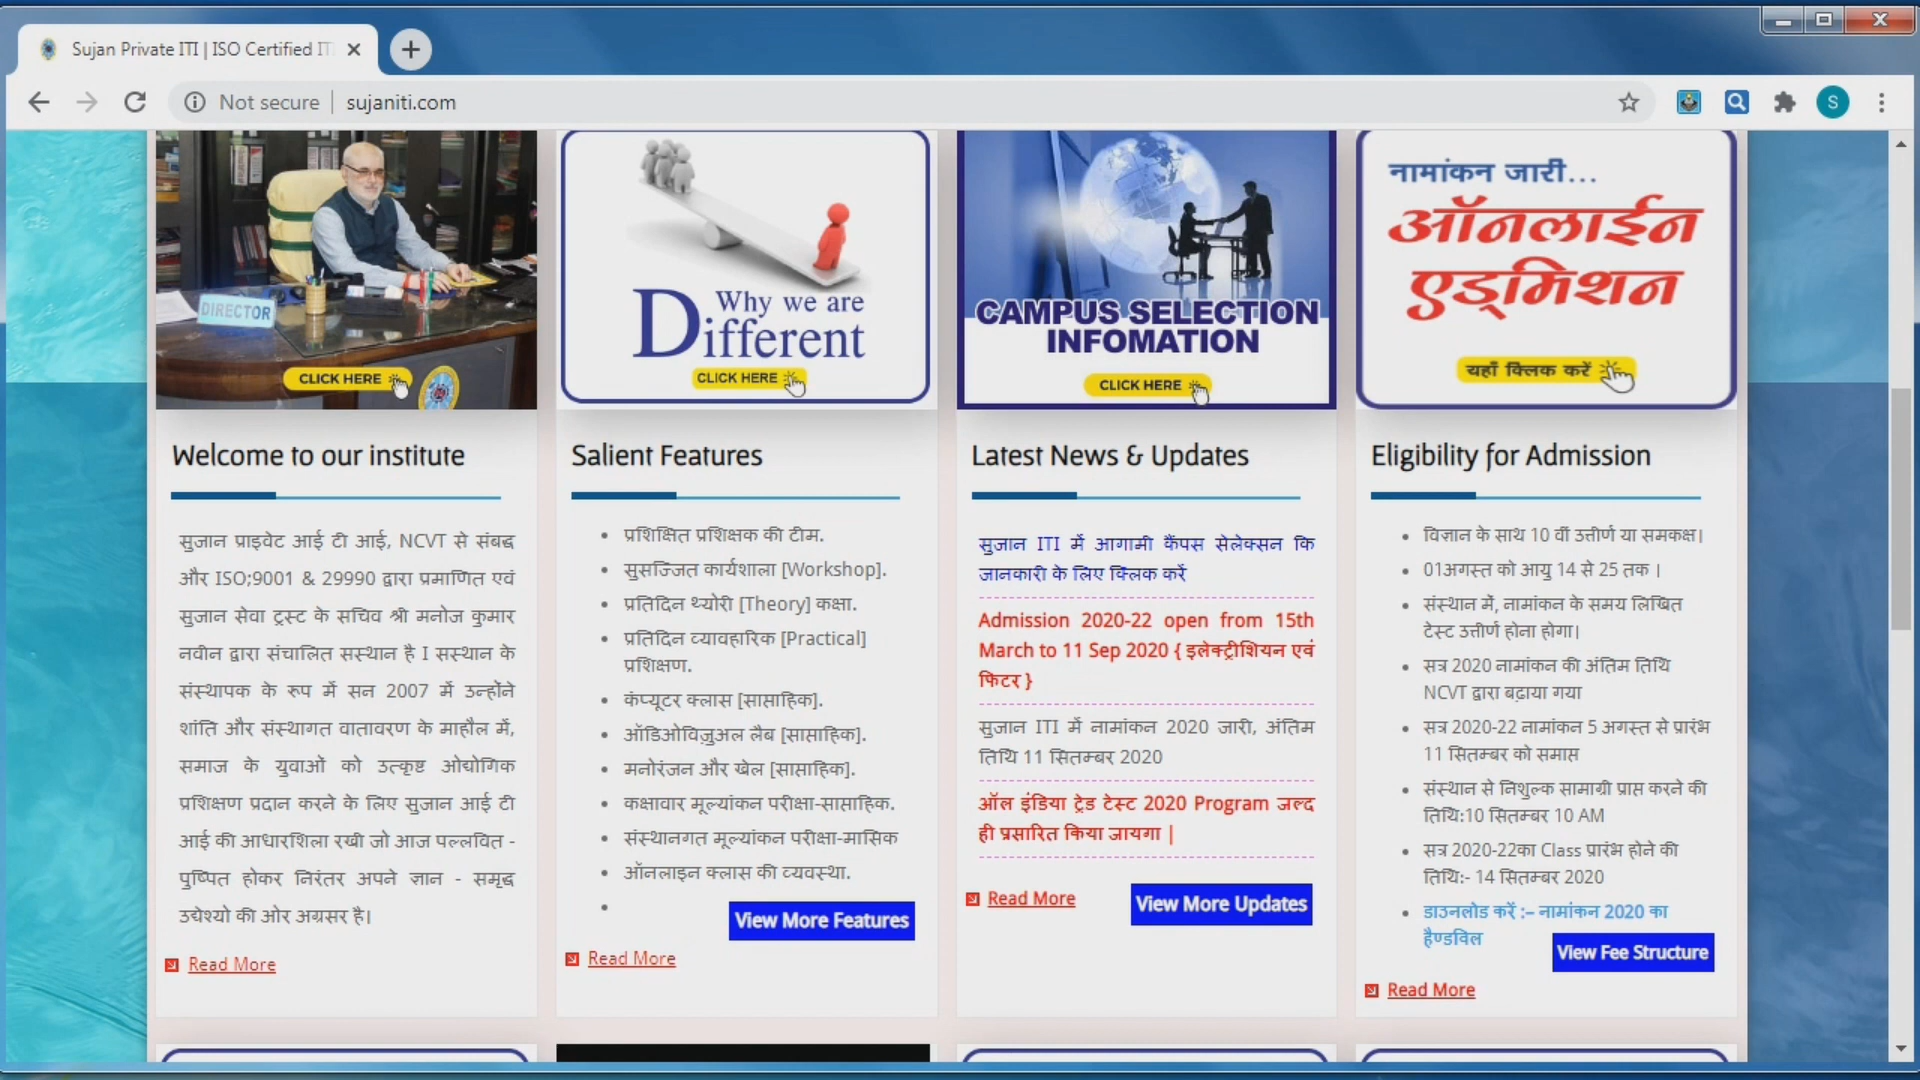 Sujan Private ITI | ISO Certified IT
Not secure
sujaniti.com
S
DIRECTOR
CLICK HERE
Why we are
Different
CLICK HERE
CAMPUS SELECTION
INFOMATION
CLICK HERE
नामांकन जारी...
ऑनलाईन
एड्मिशन
यहाँ क्लिक करें
Welcome to our institute
सुजान प्राइवेट आई टी आई, NCVT से संबद्ध
और ISO;9001 & 29990 द्वारा प्रमाणित एवं
सुजान सेवा ट्रस्ट के सचिव श्री मनोज कुमार
नवीन द्वारा संचालित सस्थान है I सस्थान के
संस्थापक के रूप में सन 2007 में उन्होंने
शांति और संस्थागत वातावरण के माहौल में,
समाज के युवाओं को उत्कृष्ट ओद्योगिक
प्रशिक्षण प्रदान करने के लिए सुजान आई टी
आई की आधारशिला रखी जो आज पल्लवित -
पुष्पित होकर निरंतर अपने ज्ञान - समृद्ध
उद्येश्यो की ओर अग्रसर है।
Read More
Salient Features
प्रशिक्षित प्रशिक्षक की टीम.
सुसज्जित कार्यशाला [Workshop].
प्रतिदिन थ्योरी [Theory] कक्षा.
प्रतिदिन व्यावहारिक [Practical]
प्रशिक्षण.
कंप्यूटर क्लास [साप्ताहिक].
ऑडिओविज़ुअल लैब [साप्ताहिक].
मनोरंजन और खेल [साप्ताहिक].
कक्षावार मूल्यांकन परीक्षा-साप्ताहिक.
संस्थानगत मूल्यांकन परीक्षा-मासिक
ऑनलाइन क्लास की व्यवस्था.
View More Features
Read More
Latest News & Updates
सुजान ITI में आगामी कैंपस सेलेक्सन कि
जानकारी के लिए क्लिक करें
Admission 2020-22 open from 15th
March to 11 Sep 2020 { इलेक्ट्रीशियन एवं
फिटर }
सुजान ITI में नामांकन 2020 जारी, अंतिम
तिथि 11 सितम्बर 2020
ऑल इंडिया ट्रेड टेस्ट 2020 Program जल्द
ही प्रसारित किया जायगा |
Read More
View More Updates
Eligibility for Admission
विज्ञान के साथ 10 वीं उत्तीर्ण या समकक्ष।
01अगस्त को आयु 14 से 25 तक ।
संस्थान में, नामांकन के समय लिखित
टेस्ट उत्तीर्ण होना होगा।
सत्र 2020 नामांकन की अंतिम तिथि
NCVT द्वारा बढ़ाया गया
सत्र 2020-22 नामांकन 5 अगस्त से प्रारंभ
11 सितम्बर को समाप्त
संस्थान से निशुल्क सामाग्री प्राप्त करने की
तिथि:10 सितम्बर 10 AM
सत्र 2020-22का Class प्रारंभ होने की
तिथि:- 14 सितम्बर 2020
डाउनलोड करें :– नामांकन 2020 का
हैण्डविल
View Fee Structure
Read More